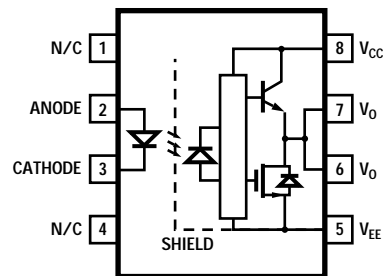 N/C 1
8 VCC
ANODE 2
7 VO
CATHODE 3
6 VO
N/C 4
5 VEE
SHIELD